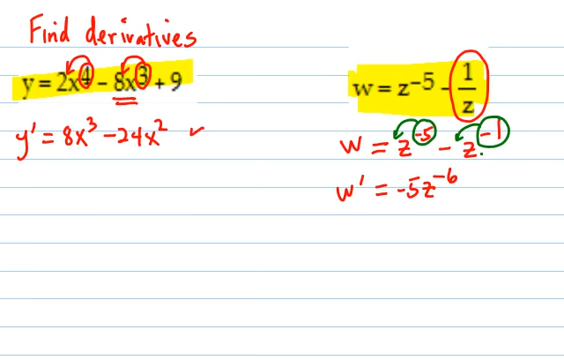 Find derivatives
y = 2x⁴ − 8x³ + 9
y' = 8x³ − 24x² ✓
w = z⁻⁵ − 1/z
w = z⁻⁵ − z⁻¹
w' = −5z⁻⁶